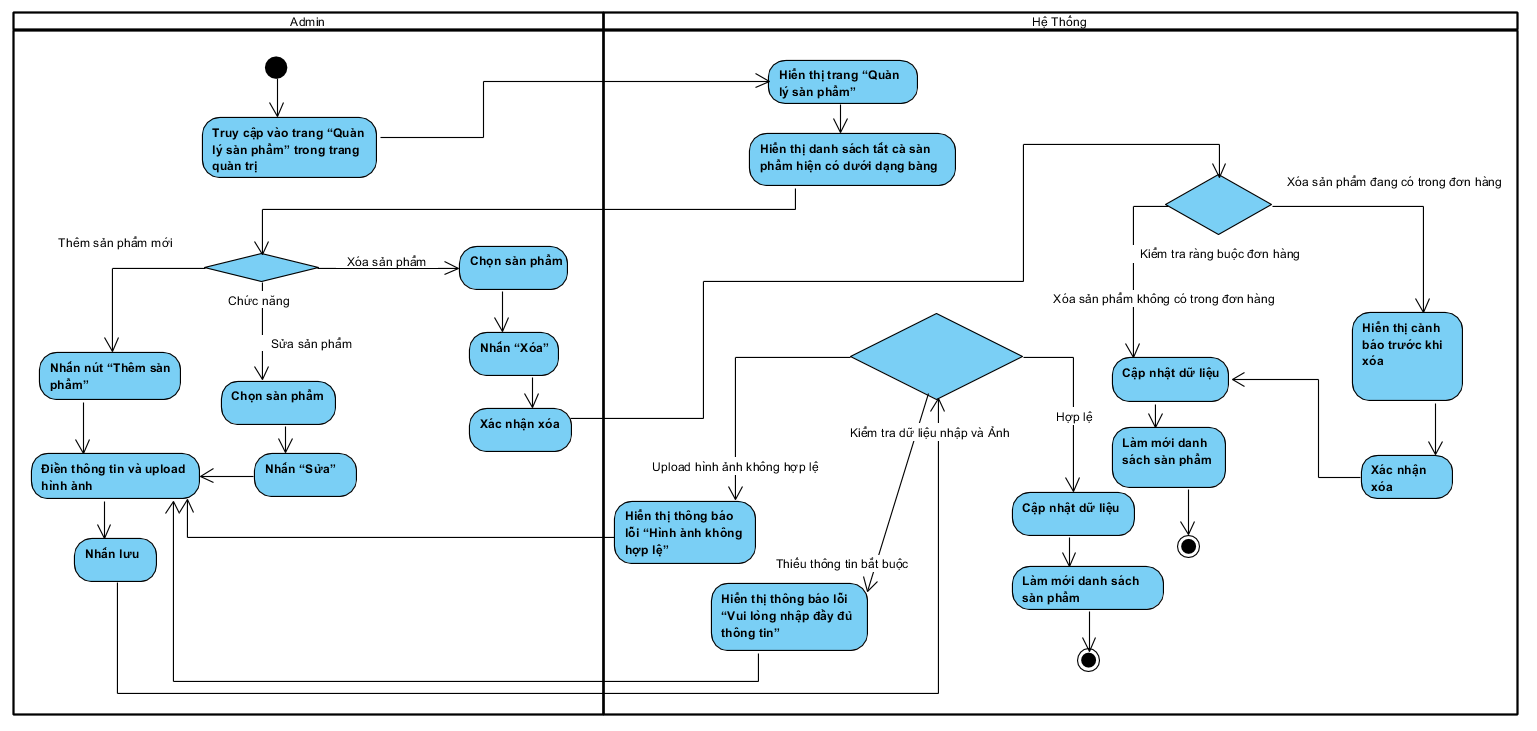 Admin
Hệ Thống
Truy cập vào trang “Quản
lý sản phẩm” trong trang
quản trị
Hiển thị trang “Quản
lý sản phẩm”
Hiển thị danh sách tất cả sản
phẩm hiện có dưới dạng bảng
Thêm sản phẩm mới
Chức năng
Xóa sản phẩm
Sửa sản phẩm
Chọn sản phẩm
Nhấn “Xóa”
Xác nhận xóa
Nhấn nút “Thêm sản
phẩm”
Chọn sản phẩm
Nhấn “Sửa”
Điền thông tin và upload
hình ảnh
Nhấn lưu
Xóa sản phẩm đang có trong đơn hàng
Kiểm tra ràng buộc đơn hàng
Xóa sản phẩm không có trong đơn hàng
Hiển thị cảnh
báo trước khi
xóa
Cập nhật dữ liệu
Làm mới danh
sách sản phẩm
Xác nhận
xóa
Kiểm tra dữ liệu nhập và Ảnh
Hợp lệ
Upload hình ảnh không hợp lệ
Hiển thị thông báo
lỗi “Hình ảnh không
hợp lệ”
Thiếu thông tin bắt buộc
Hiển thị thông báo lỗi
“Vui lòng nhập đầy đủ
thông tin”
Cập nhật dữ liệu
Làm mới danh sách
sản phẩm